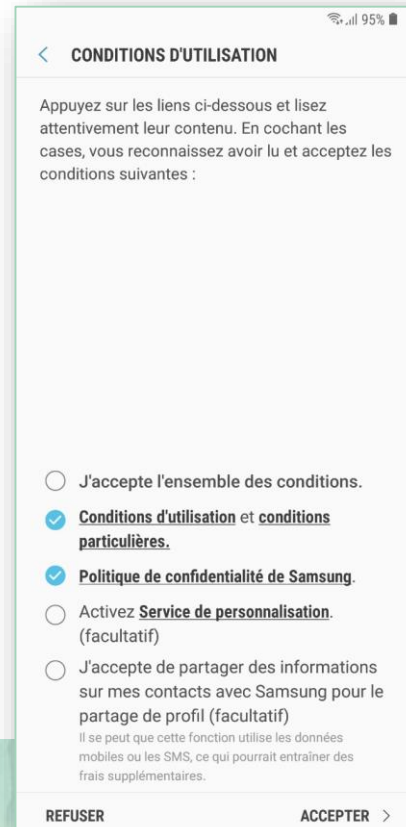 95%
CONDITIONS D'UTILISATION
Appuyez sur les liens ci-dessous et lisez
attentivement leur contenu. En cochant les
cases, vous reconnaissez avoir lu et acceptez les
conditions suivantes :
J'accepte l'ensemble des conditions.
Conditions d'utilisation et conditions
particulières.
Politique de confidentialité de Samsung.
Activez Service de personnalisation.
(facultatif)
J'accepte de partager des informations
sur mes contacts avec Samsung pour le
partage de profil (facultatif)
Il se peut que cette fonction utilise les données
mobiles ou les SMS, ce qui pourrait entraîner des
frais supplémentaires.
REFUSER ACCEPTER >